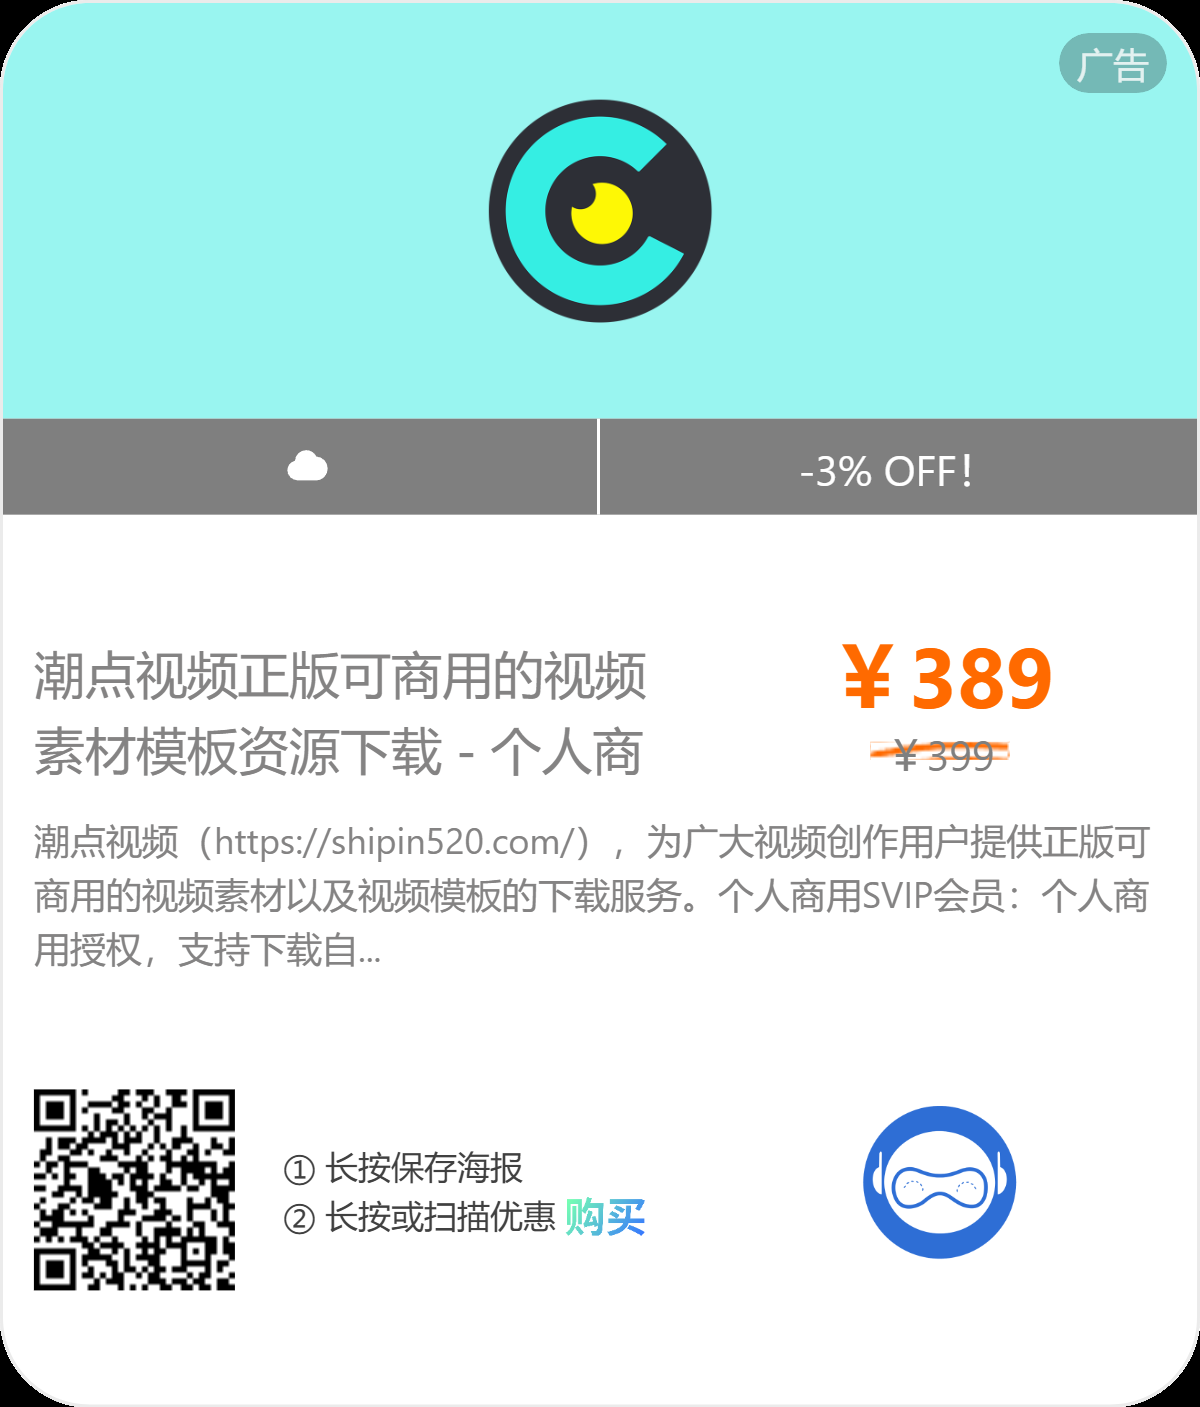 广告
-3% OFF!
潮点视频正版可商用的视频
素材模板资源下载 - 个人商
¥389
¥399
潮点视频（https://shipin520.com/），为广大视频创作用户提供正版可
商用的视频素材以及视频模板的下载服务。个人商用SVIP会员：个人商
用授权，支持下载自...
① 长按保存海报
② 长按或扫描优惠 购买